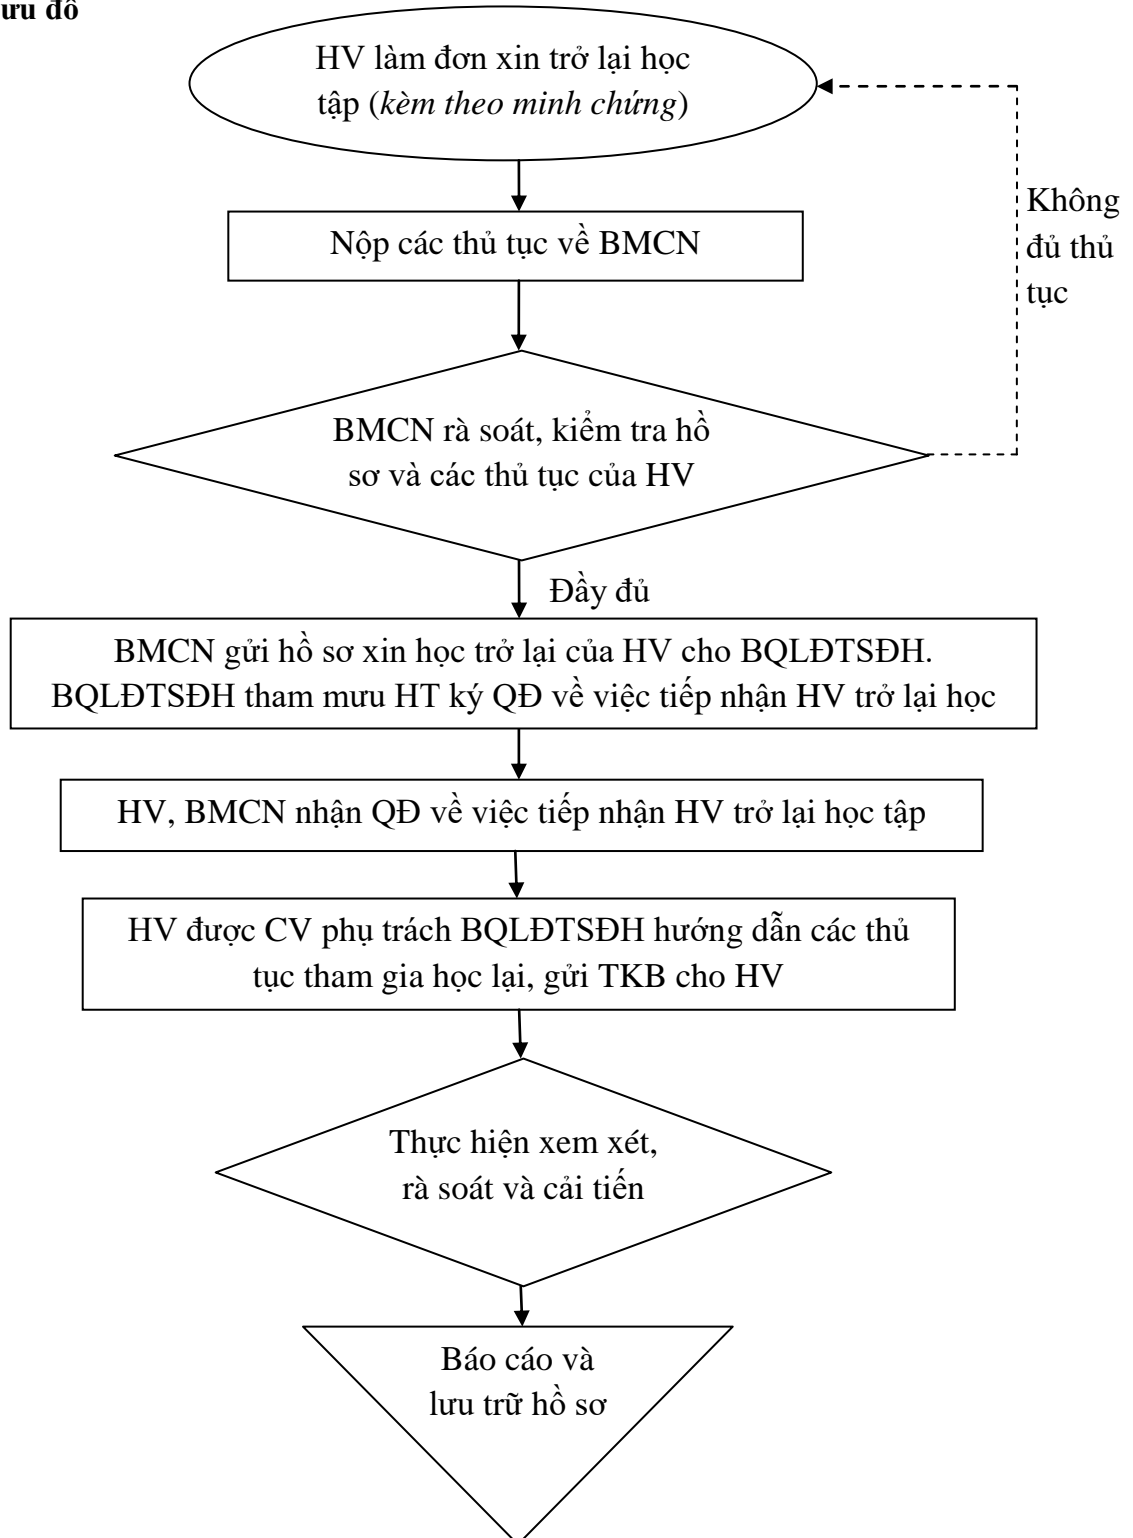 ưu đồ
HV làm đơn xin trở lại học
tập (kèm theo minh chứng)
Không
đủ thủ
tục
Nộp các thủ tục về BMCN
BMCN rà soát, kiểm tra hồ
sơ và các thủ tục của HV
Đầy đủ
BMCN gửi hồ sơ xin học trở lại của HV cho BQLĐTSĐH.
BQLĐTSĐH tham mưu HT ký QĐ về việc tiếp nhận HV trở lại học
HV, BMCN nhận QĐ về việc tiếp nhận HV trở lại học tập
HV được CV phụ trách BQLĐTSĐH hướng dẫn các thủ
tục tham gia học lại, gửi TKB cho HV
Thực hiện xem xét,
rà soát và cải tiến
Báo cáo và
lưu trữ hồ sơ